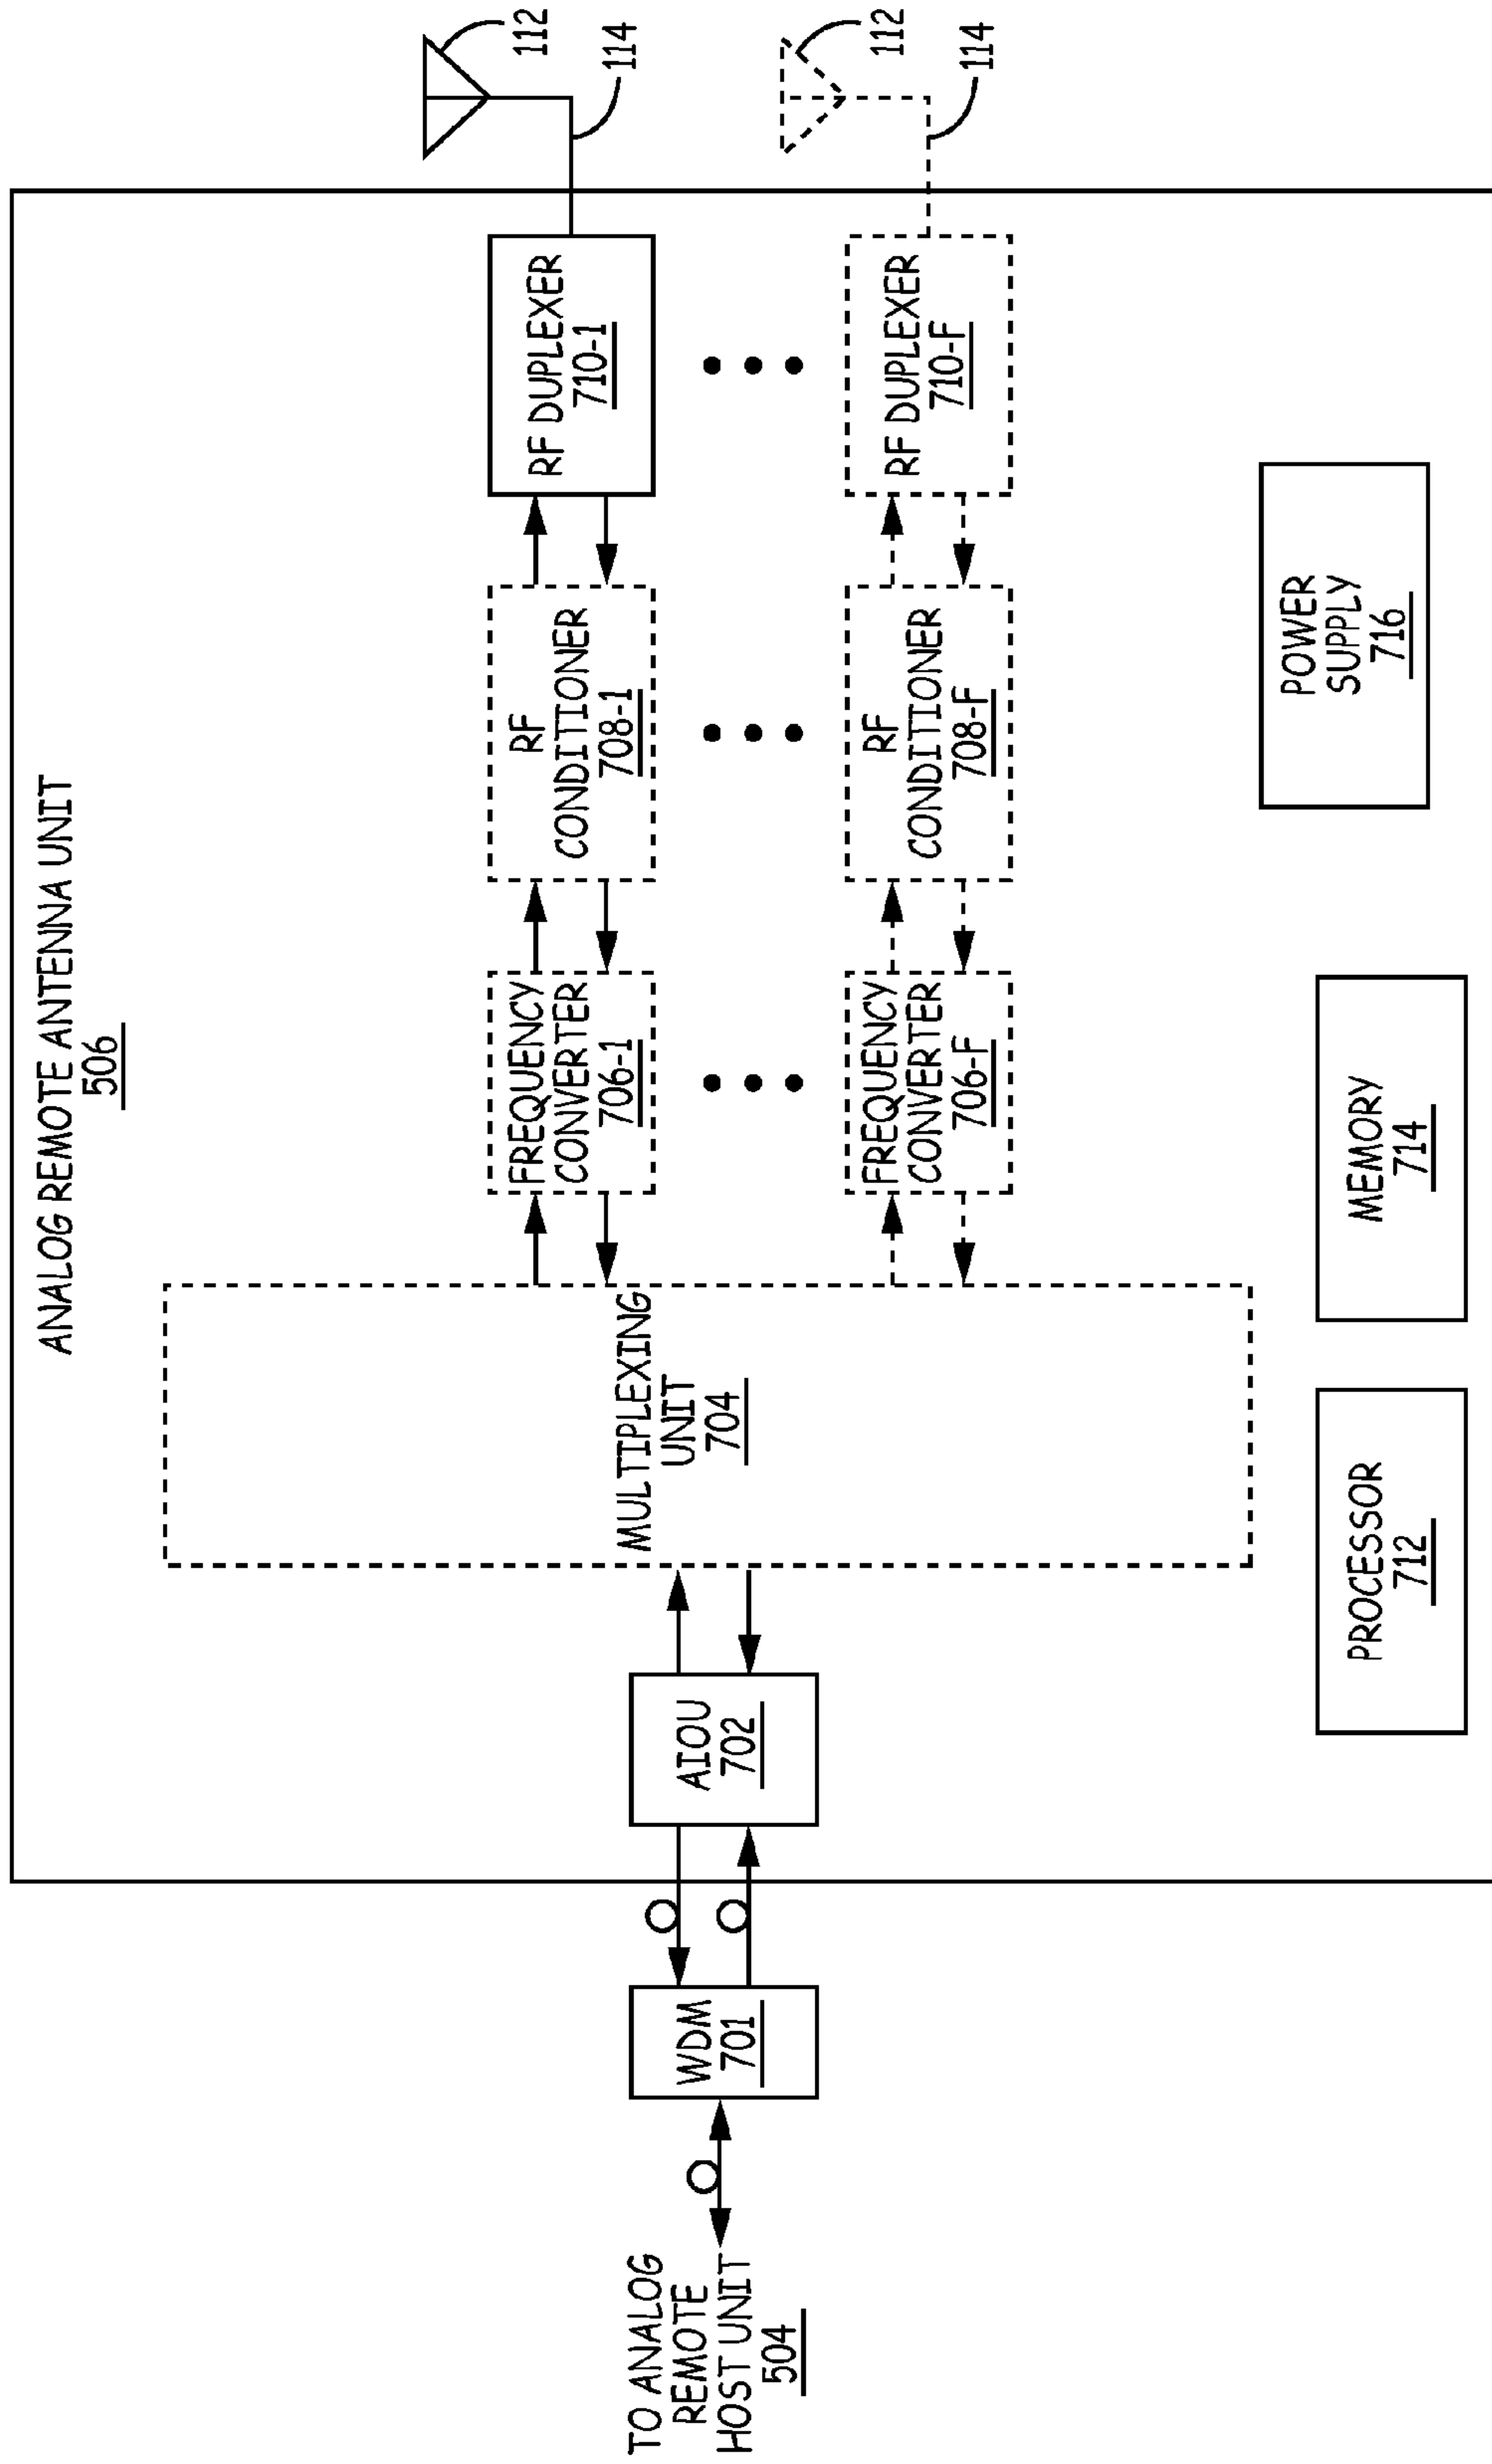 ANALOG REMOTE ANTENNA UNIT
506
TO ANALOG
REMOTE
HOST UNIT
504
WDM
701
AIOU
702
MULTIPLEXING
UNIT
704
FREQUENCY
CONVERTER
706-1
RF
CONDITIONER
708-1
RF DUPLEXER
710-1
112
114
FREQUENCY
CONVERTER
706-F
RF
CONDITIONER
708-F
RF DUPLEXER
710-F
112
114
PROCESSOR
712
MEMORY
714
POWER
SUPPLY
716